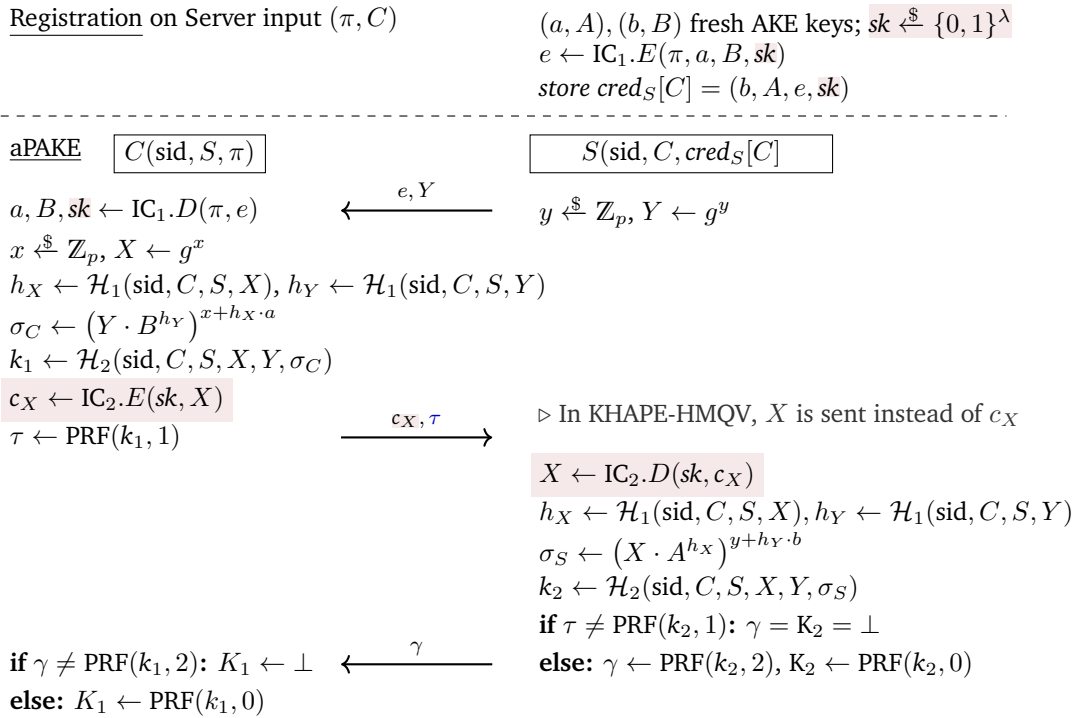 Registration on Server input (π, C)
(a, A), (b, B) fresh AKE keys; sk ←$ {0, 1}^λ
e ← IC₁.E(π, a, B, sk)
store cred_S[C] = (b, A, e, sk)
aPAKE
C(sid, S, π)
S(sid, C, cred_S[C]
a, B, sk ← IC₁.D(π, e)
e, Y
y ←$ ℤ_p, Y ← g^y
x ←$ ℤ_p, X ← g^x
h_X ← ℋ₁(sid, C, S, X), h_Y ← ℋ₁(sid, C, S, Y)
σ_C ← (Y · B^{h_Y})^{x+h_X·a}
k₁ ← ℋ₂(sid, C, S, X, Y, σ_C)
c_X ← IC₂.E(sk, X)
τ ← PRF(k₁, 1)
c_X, τ
▷ In KHAPE-HMQV, X is sent instead of c_X
X ← IC₂.D(sk, c_X)
h_X ← ℋ₁(sid, C, S, X), h_Y ← ℋ₁(sid, C, S, Y)
σ_S ← (X · A^{h_X})^{y+h_Y·b}
k₂ ← ℋ₂(sid, C, S, X, Y, σ_S)
if τ ≠ PRF(k₂, 1): γ = K₂ = ⊥
if γ ≠ PRF(k₁, 2): K₁ ← ⊥
γ
else: γ ← PRF(k₂, 2), K₂ ← PRF(k₂, 0)
else: K₁ ← PRF(k₁, 0)